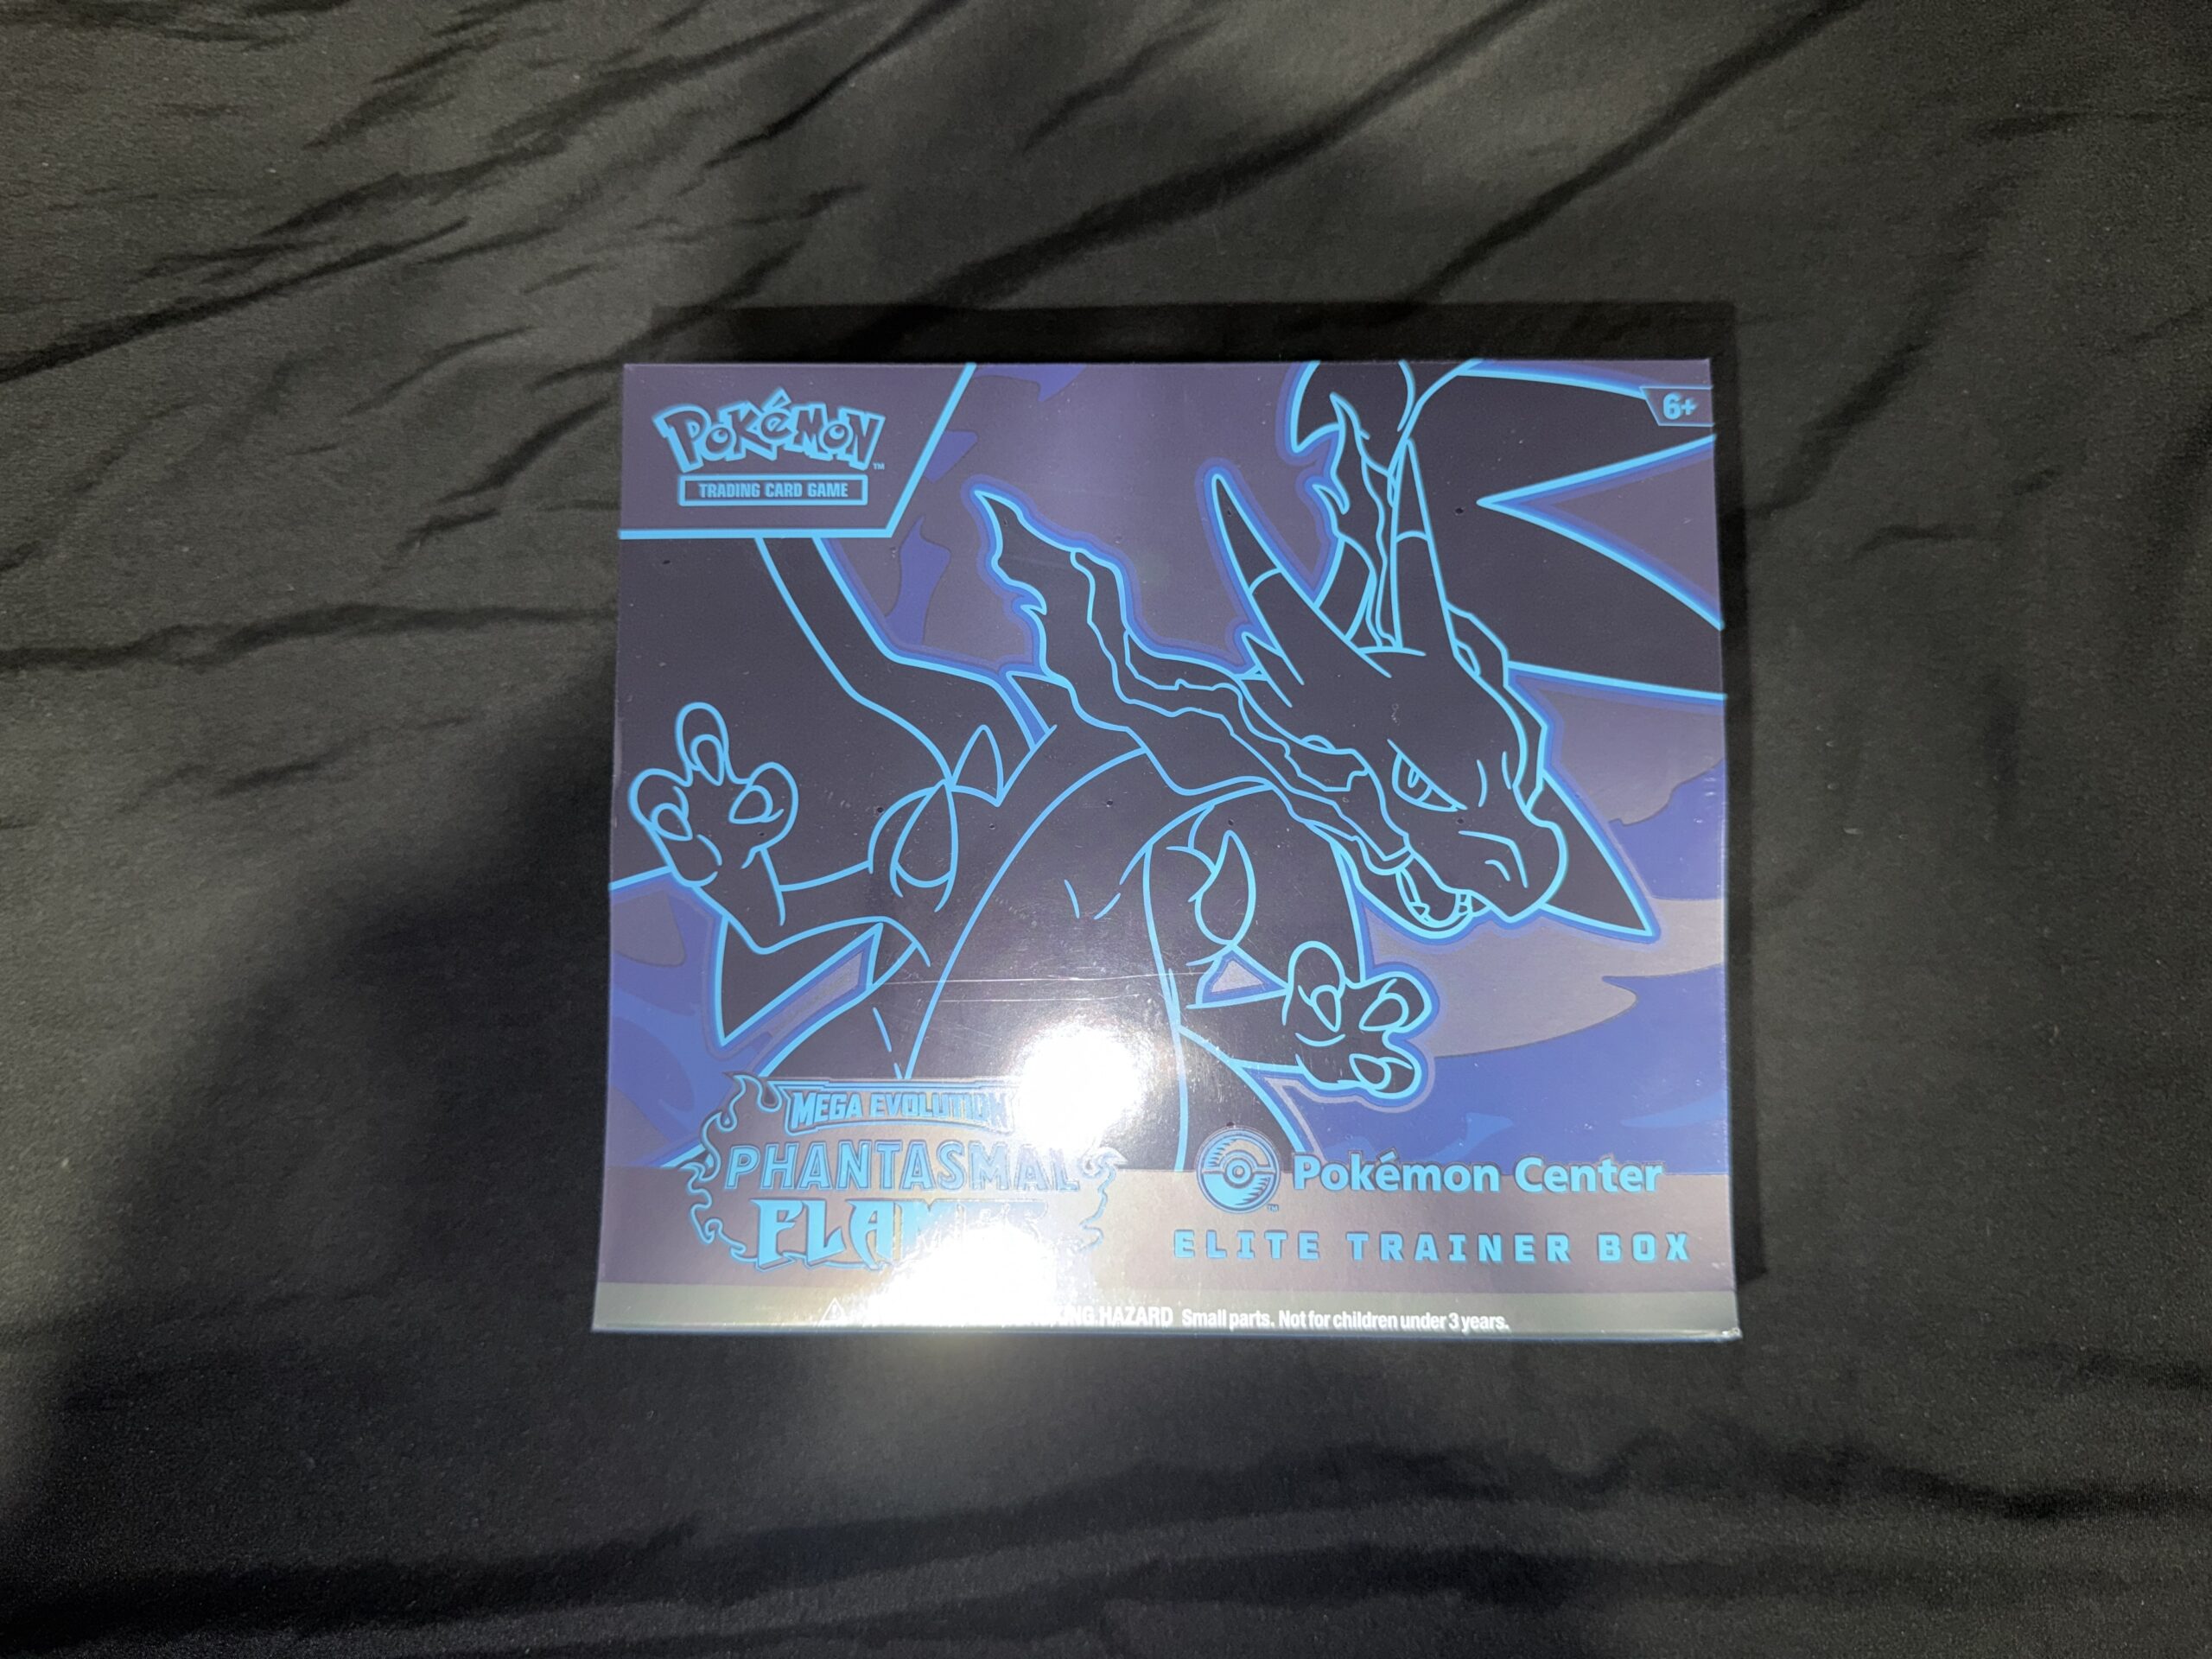 POKéMON™
TRADING CARD GAME
6+
MEGA EVOLUTION
PHANTASMAL
Pokémon Center
ELITE TRAINER BOX
HAZARD Small parts. Not for children under 3 years.